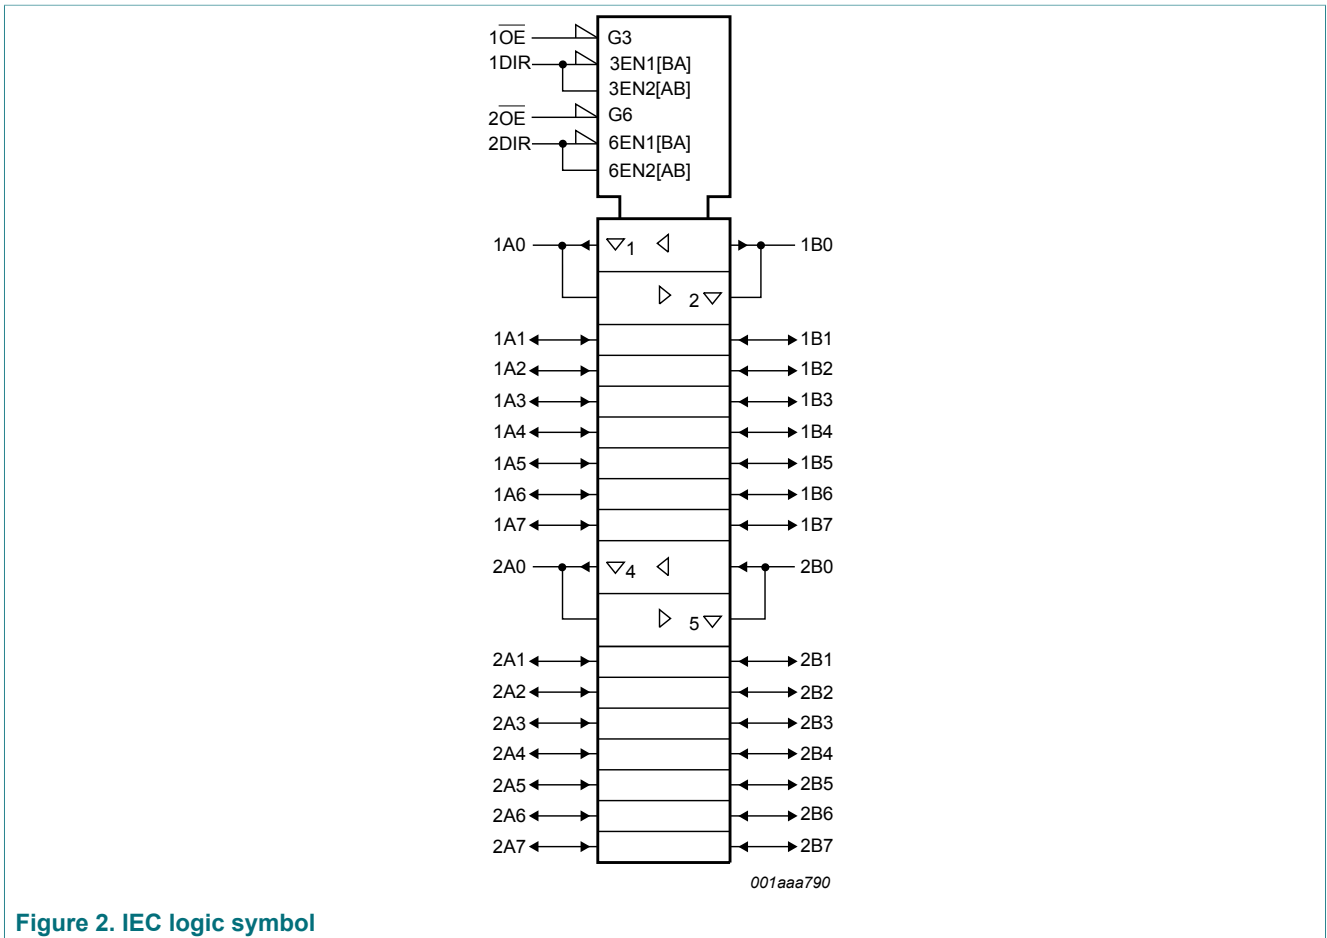 1O̅E̅ G3
1DIR 3EN1[BA]
3EN2[AB]
2O̅E̅ G6
2DIR 6EN1[BA]
6EN2[AB]
1A0 1 1B0
2
1A1 1B1
1A2 1B2
1A3 1B3
1A4 1B4
1A5 1B5
1A6 1B6
1A7 1B7
2A0 4 2B0
5
2A1 2B1
2A2 2B2
2A3 2B3
2A4 2B4
2A5 2B5
2A6 2B6
2A7 2B7
001aaa790
Figure 2. IEC logic symbol